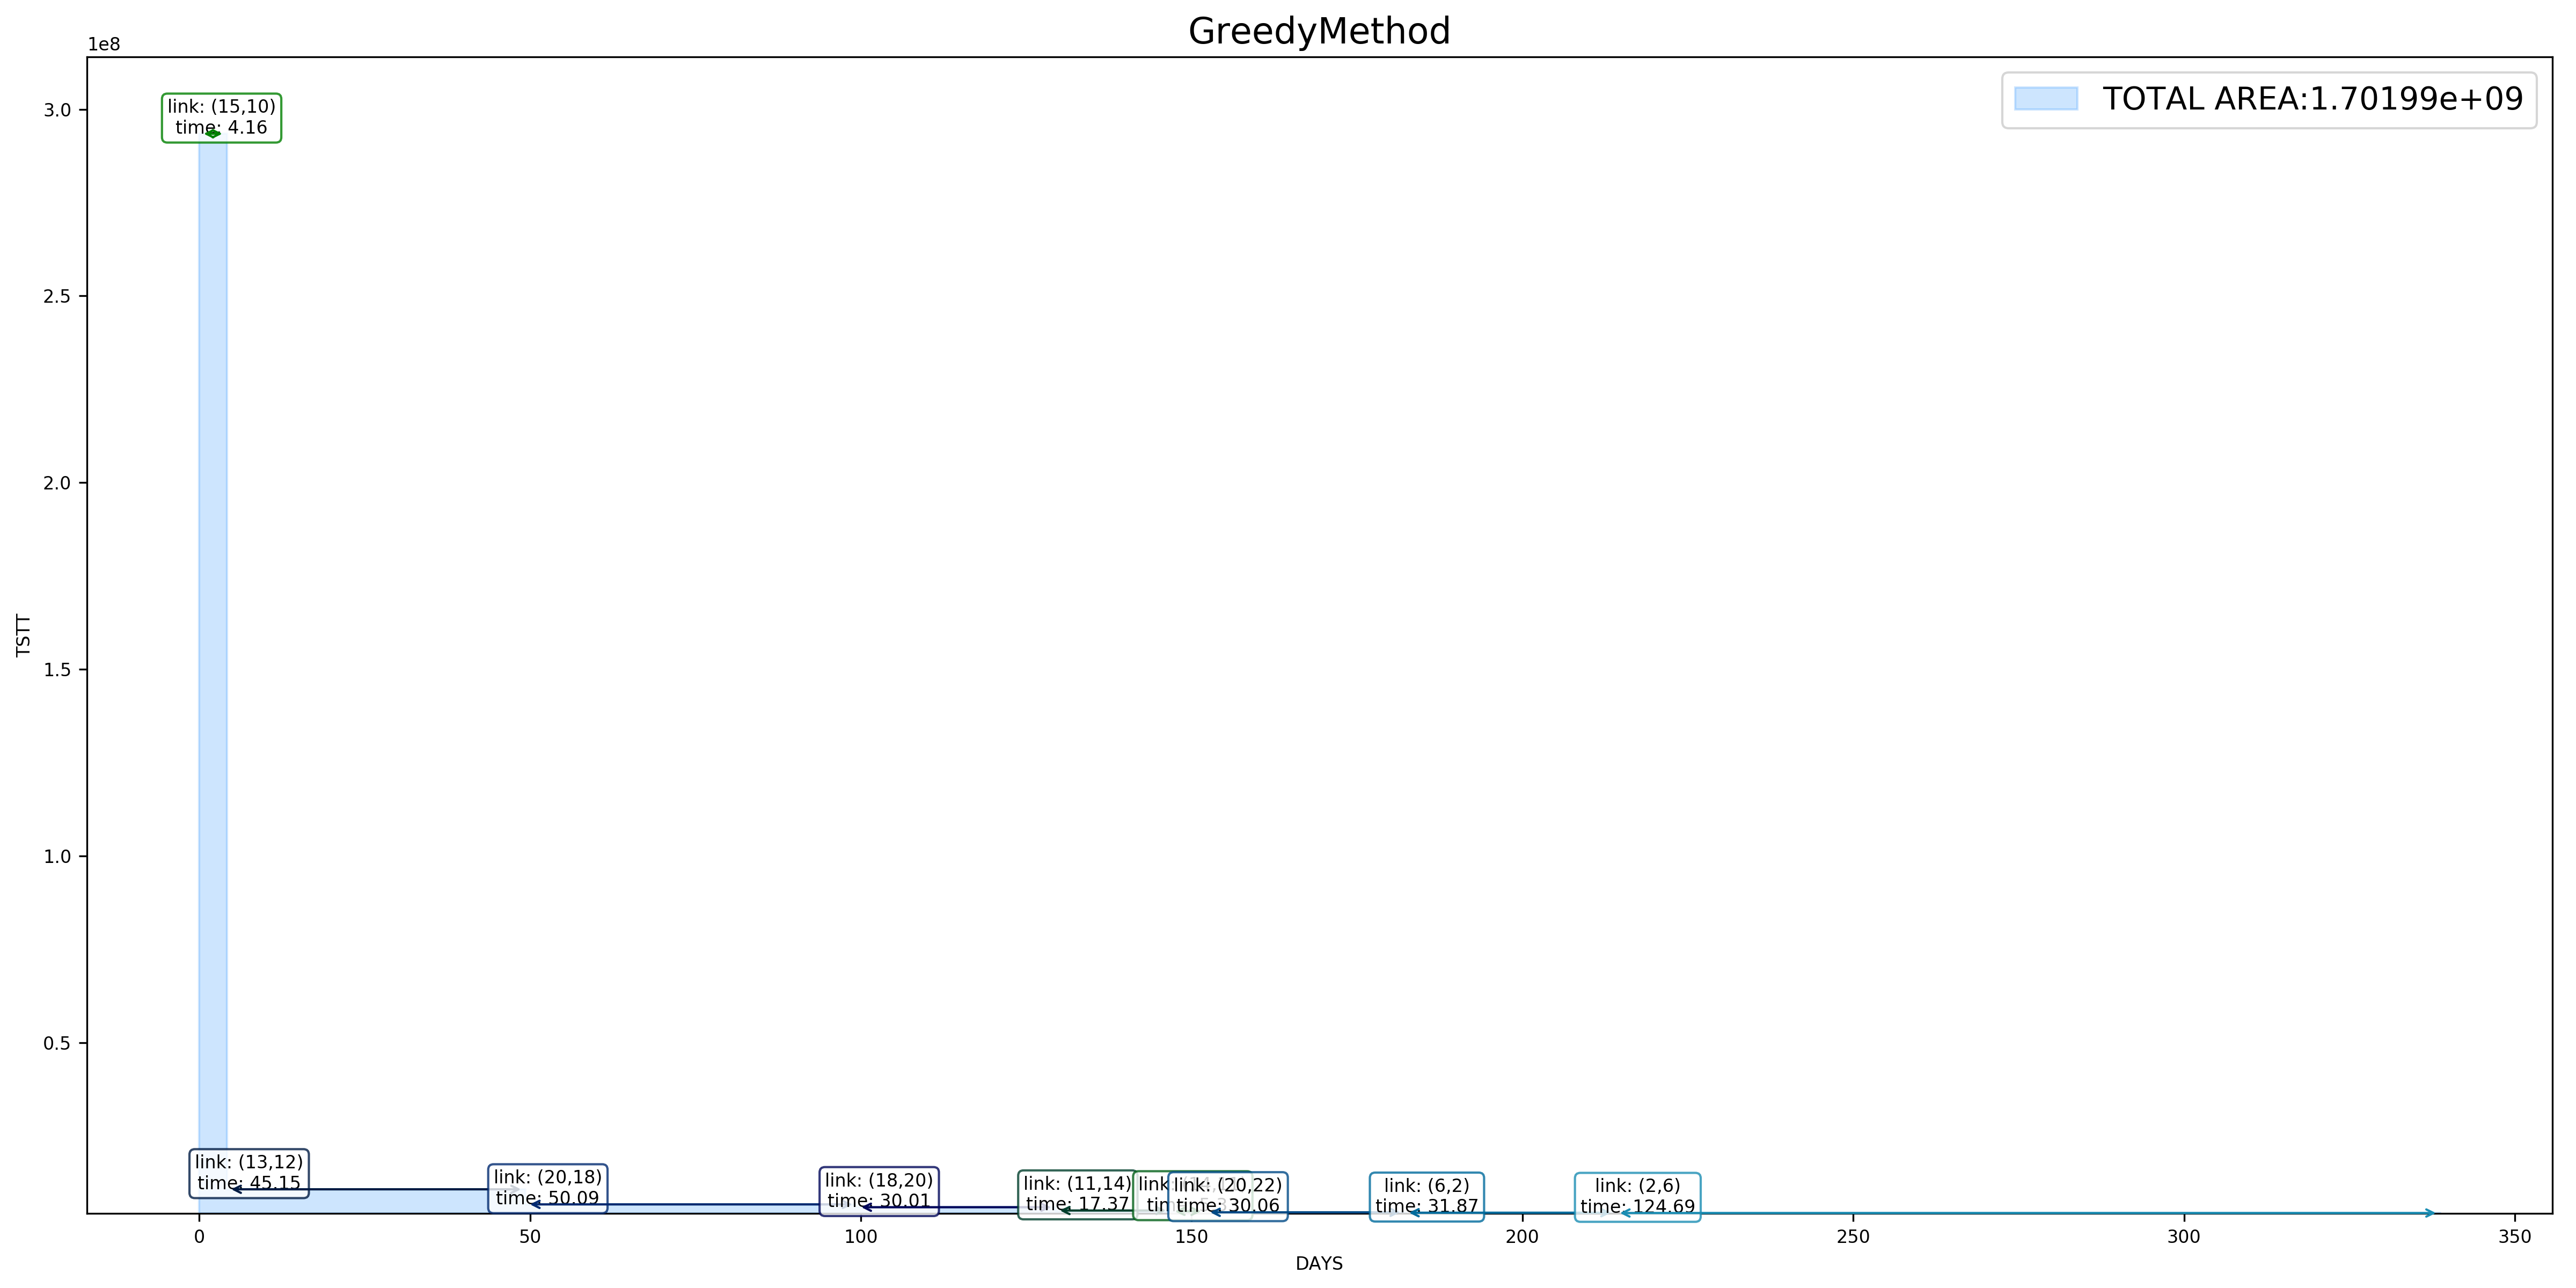 GreedyMethod
1e8
TOTAL AREA:1.70199e+09
3.0
2.5
2.0
1.5
1.0
0.5
TSTT
link: (15,10)
time: 4.16
link: (13,12)
time: 45.15
link: (20,18)
time: 50.09
link: (18,20)
time: 30.01
link: (11,14)
time: 17.37
link:
link: (20,22)
time: 30.06
link: (6,2)
time: 31.87
link: (2,6)
time: 124.69
0
50
100
150
200
250
300
350
DAYS